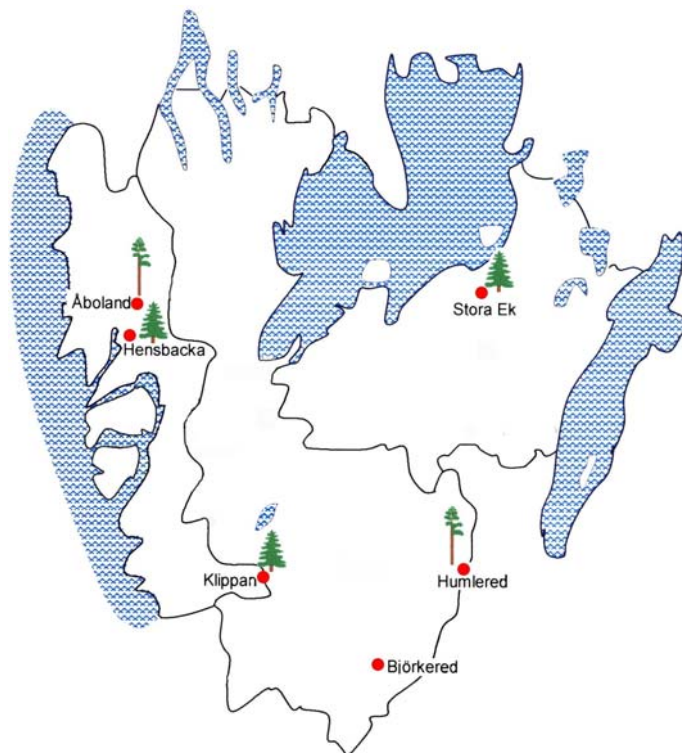 Åboland
Stora Ek
Hensbacka
Klippan
Humlered
Björkered